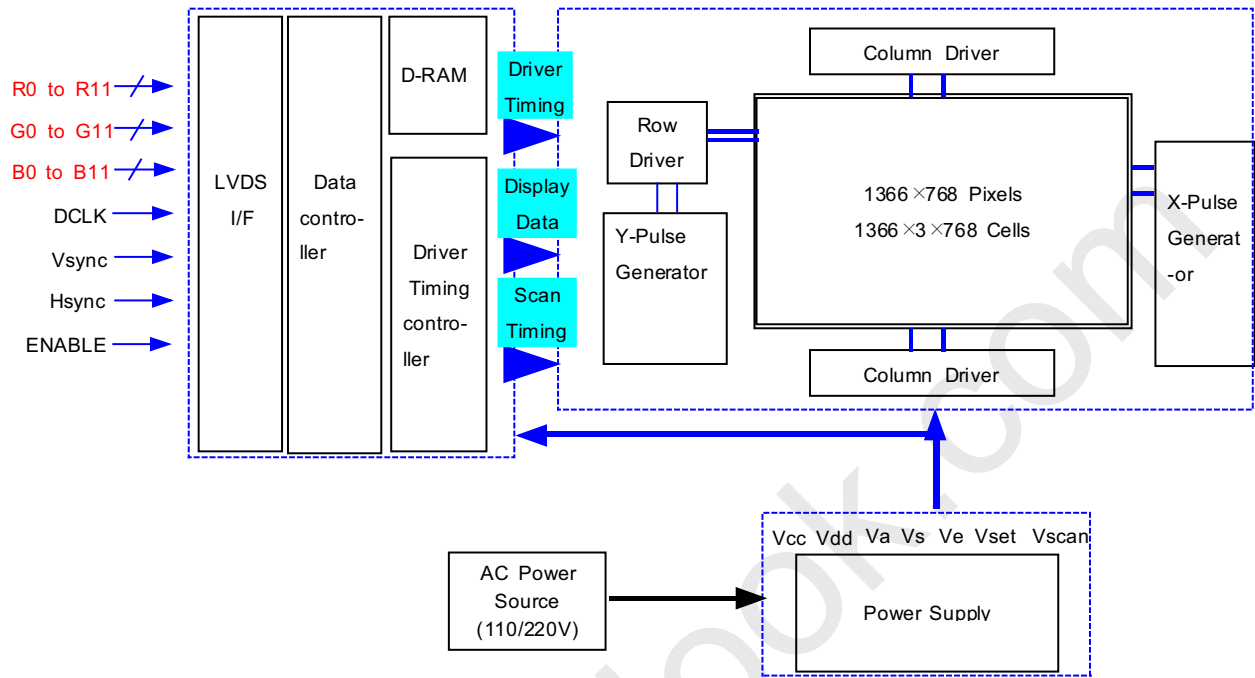 R0 to R11
G0 to G11
B0 to B11
DCLK
Vsync
Hsync
ENABLE
LVDS
I/F
Data
contro-
ller
D-RAM
Driver
Timing
contro-
ller
Driver
Timing
Display
Data
Scan
Timing
Column Driver
Row
Driver
Y-Pulse
Generator
1366×768 Pixels
1366×3×768 Cells
X-Pulse
Generat
-or
Column Driver
Vcc Vdd Va Vs Ve Vset Vscan
AC Power
Source
(110/220V)
Power Supply
look.com